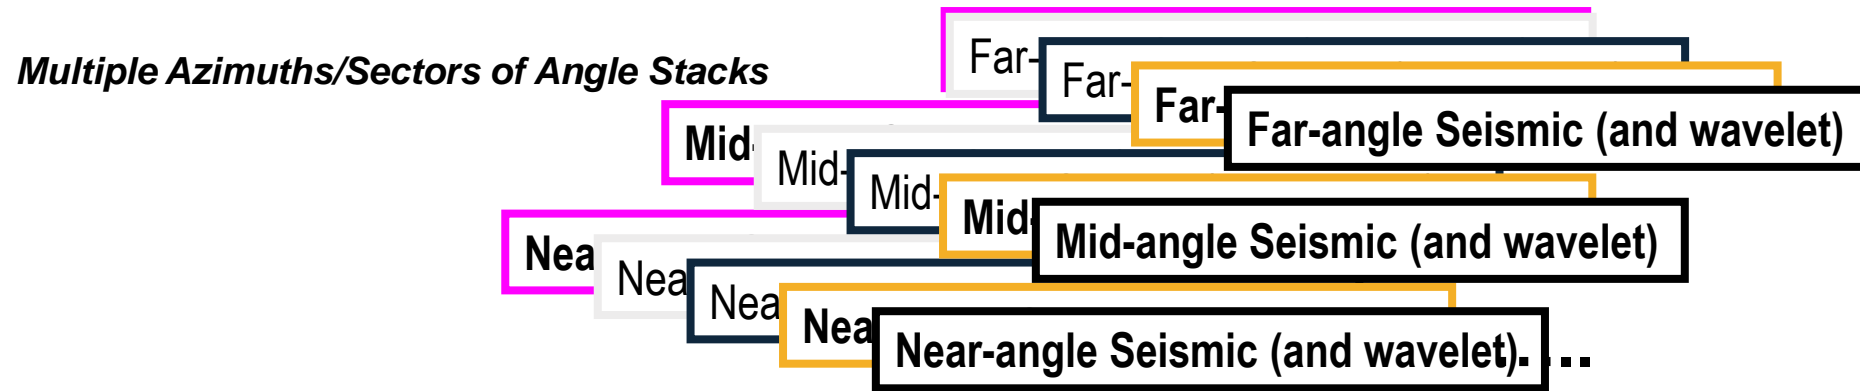 Multiple Azimuths/Sectors of Angle Stacks
Far-
Far-
Far-
Far-angle Seismic (and wavelet)
Mid-
Mid-
Mid-
Mid-
Mid-angle Seismic (and wavelet)
Nea
Nea
Nea
Nea
Near-angle Seismic (and wavelet)
....